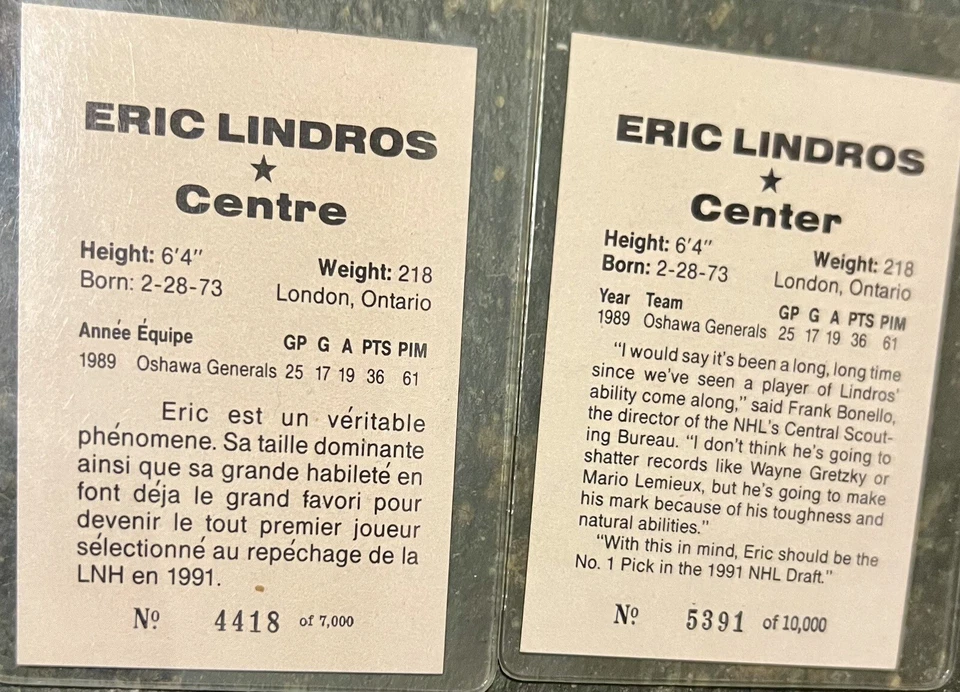 ERIC LINDROS
★
Centre
Height: 6'4" Weight: 218
Born: 2-28-73 London, Ontario
Année Équipe GP G A PTS PIM
1989 Oshawa Generals 25 17 19 36 61
Eric est un véritable
phénomene. Sa taille dominante
ainsi que sa grande habileté en
font déja le grand favori pour
devenir le tout premier joueur
sélectionné au repéchage de la
LNH en 1991.
Nº 4418 of 7,000
ERIC LINDROS
★
Center
Height: 6'4" Weight: 218
Born: 2-28-73 London, Ontario
Year Team GP G A PTS PIM
1989 Oshawa Generals 25 17 19 36 61
"I would say it's been a long, long time
since we've seen a player of Lindros'
ability come along," said Frank Bonello,
the director of the NHL's Central Scout-
ing Bureau. "I don't think he's going to
shatter records like Wayne Gretzky or
Mario Lemieux, but he's going to make
his mark because of his toughness and
natural abilities."
"With this in mind, Eric should be the
No. 1 Pick in the 1991 NHL Draft."
Nº 5391 of 10,000